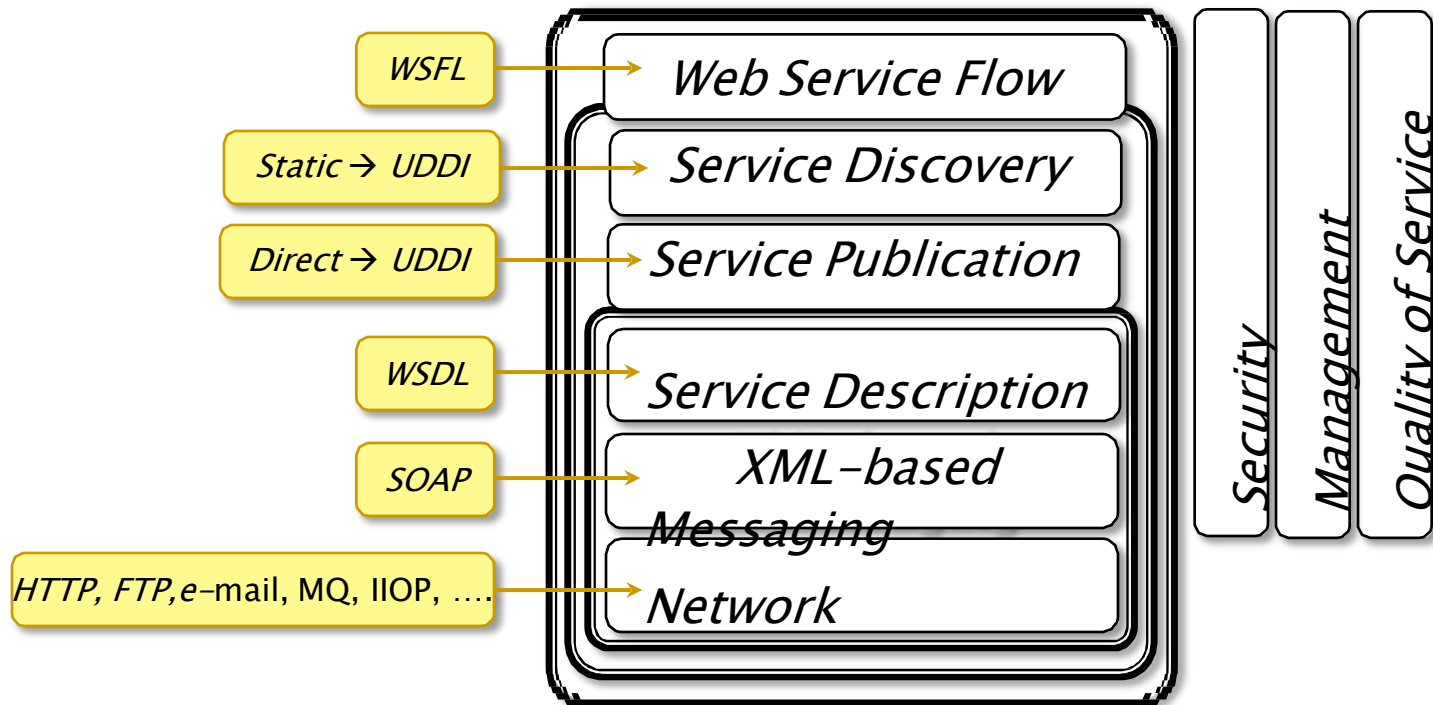 WSFL
Web Service Flow
Static → UDDI
Service Discovery
Direct → UDDI
Service Publication
WSDL
Service Description
SOAP
XML-based
Messaging
HTTP, FTP,e-mail, MQ, IIOP, ….
Network
Security
Management
Quality of Service